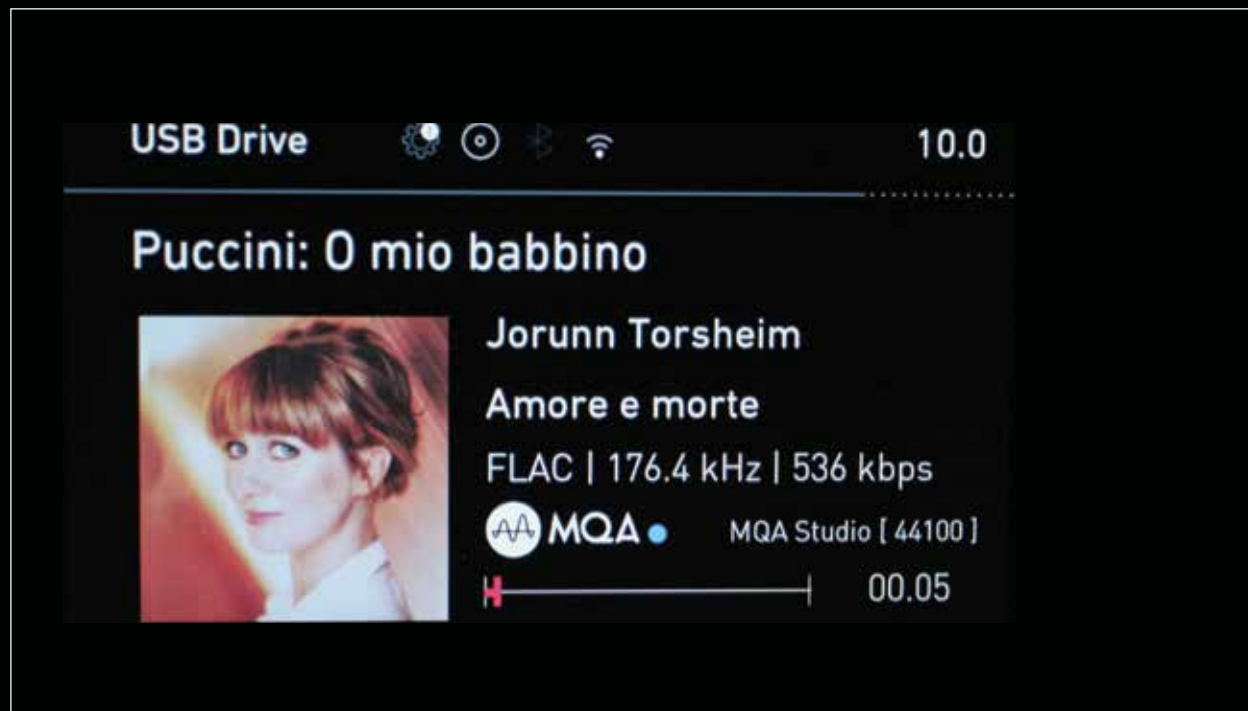 USB Drive 10.0
Puccini: O mio babbino
Jorunn Torsheim
Amore e morte
FLAC | 176.4 kHz | 536 kbps
MQA MQA Studio [ 44100 ]
00.05